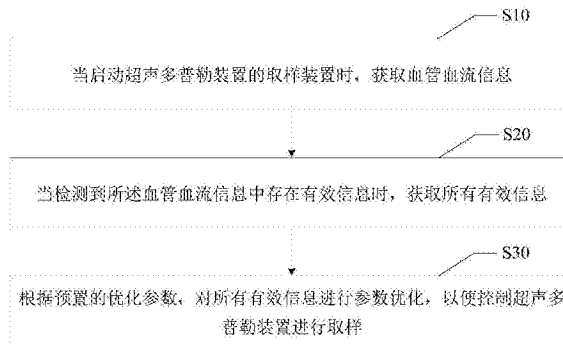 S10
当启动超声多普勒装置的取样装置时，获取血管血流信息
S20
当检测到所述血管血流信息中存在有效信息时，获取所有有效信息
S30
根据预置的优化参数，对所有有效信息进行参数优化，以便控制超声多
普勒装置进行取样